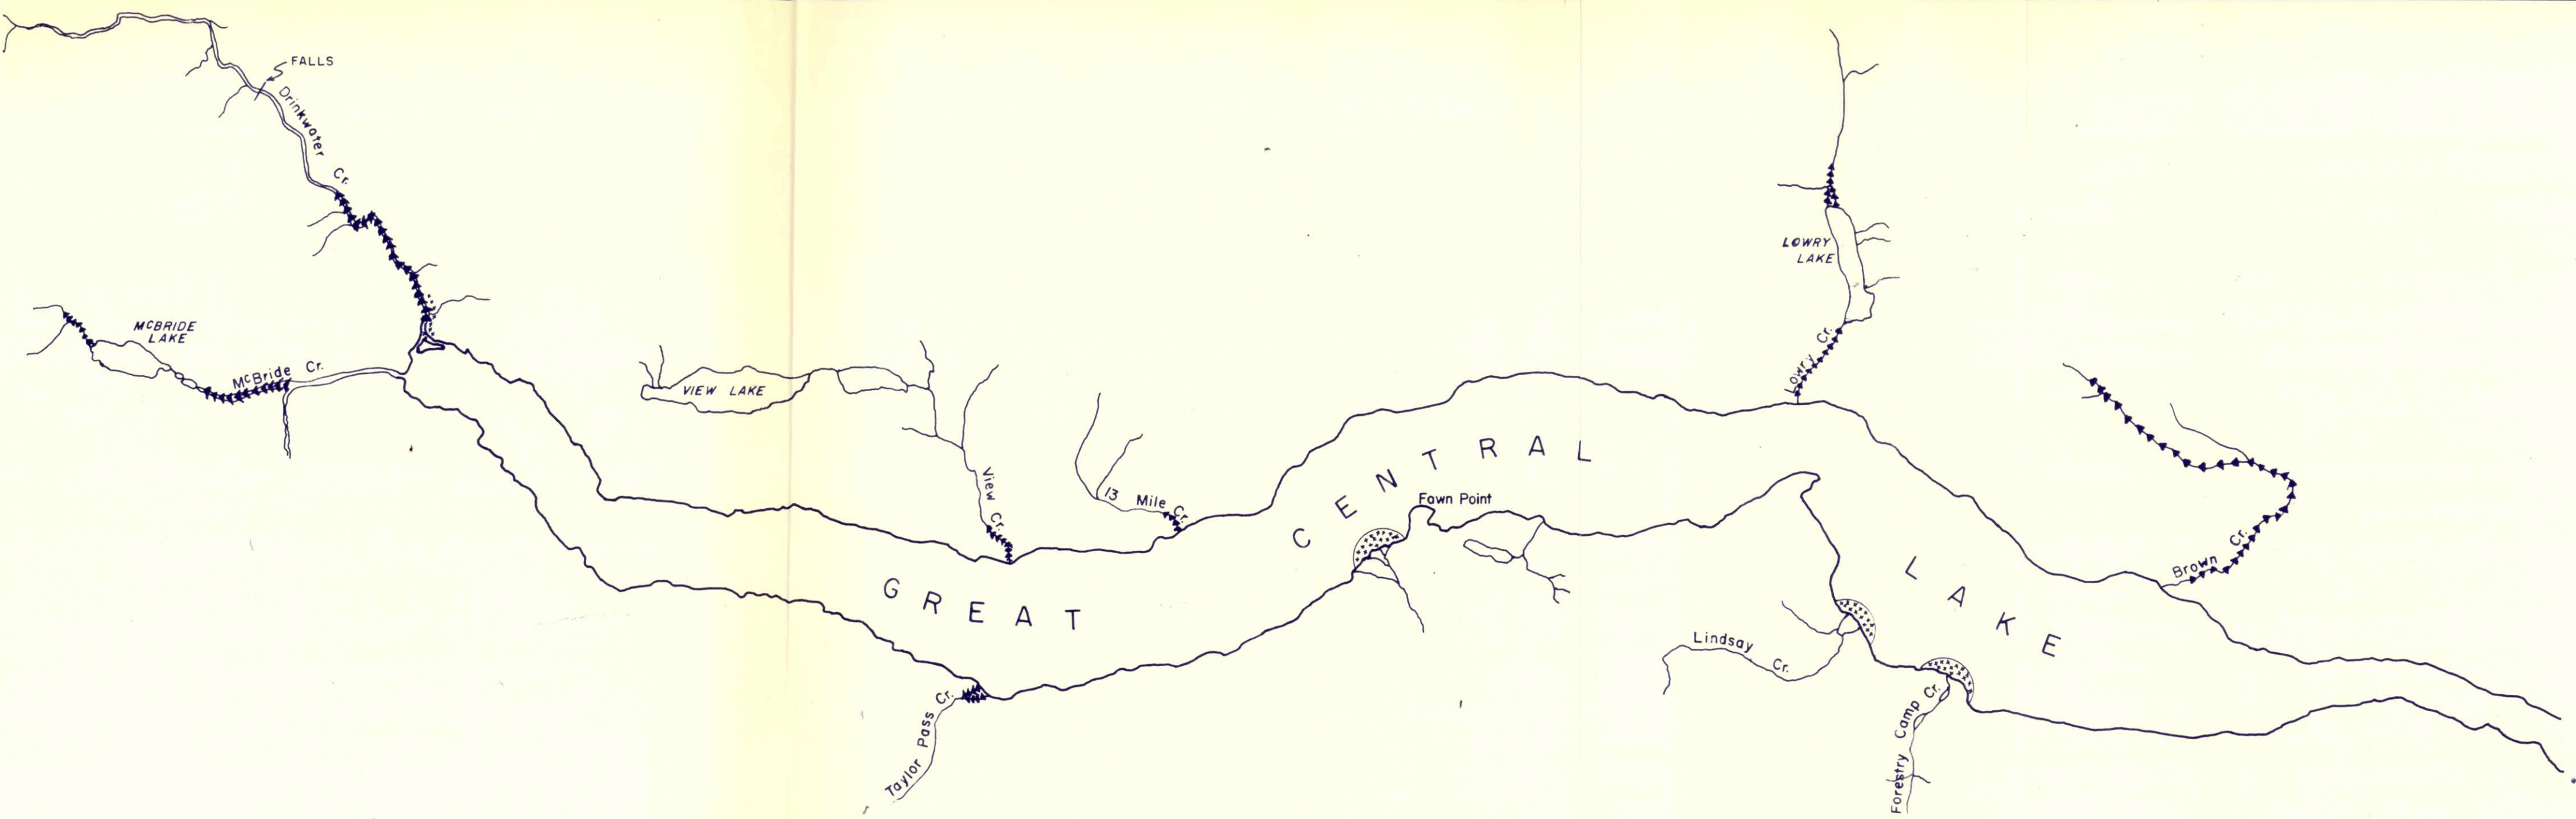 FALLS
Drinkwater Cr.
MCBRIDE
LAKE
McBride Cr.
VIEW LAKE
View Cr.
13 Mile Cr.
LOWRY
LAKE
Lowry Cr.
GREAT CENTRAL LAKE
Fawn Point
Brown Cr.
Lindsay Cr.
Taylor Pass Cr.
Forestry Camp Cr.